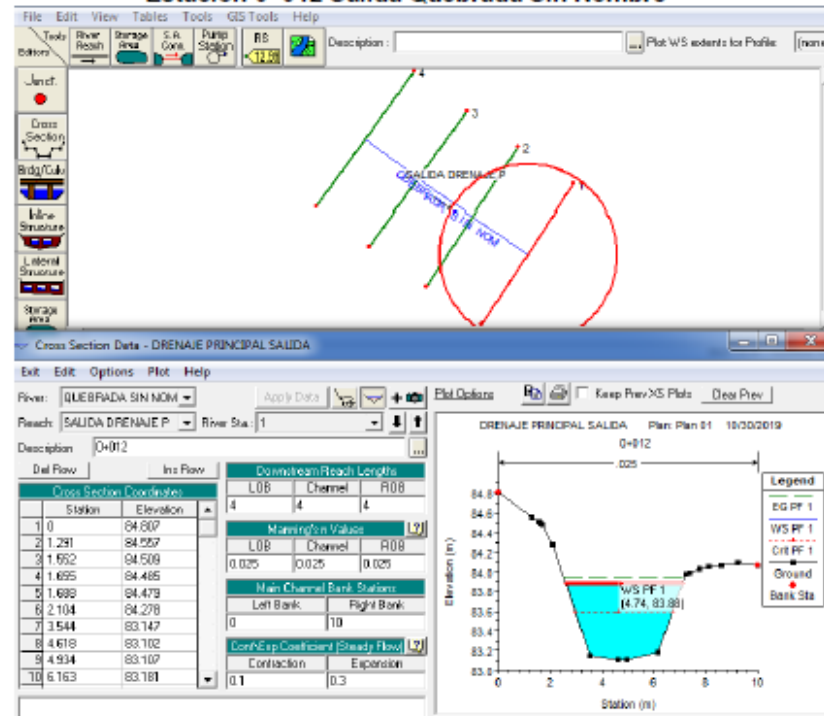 File Edit View Tables Tools GIS Tools Help
Tools
Editors
River
Reach
Storage
Area
S.A.
Conn.
Pump
Station
RS
Description :
... Plot WS extents for Profile:
(none
Junct.
Cross
Section
Brdg/Culv
Inline
Structure
Lateral
Structure
Storage
Area
4
3
2
1
SALIDA DRENAJE P
Cross Section Data - DRENAJE PRINCIPAL SALIDA
Exit Edit Options Plot Help
River: QUEBRADA SIN NOM
Apply Data
Reach: SALIDA DRENAJE P River Sta.: 1
Description 0+012 ...
Del Row Ins Row
Cross Section Coordinates
Station Elevation
1 0 84.807
2 1.291 84.557
3 1.552 84.509
4 1.655 84.485
5 1.688 84.479
6 2.104 84.278
7 3.544 83.147
8 4.618 83.102
9 4.934 83.107
10 6.163 83.181
Downstream Reach Lengths
LOB Channel ROB
4 4 4
Manning's n Values
LOB Channel ROB
0.025 0.025 0.025
Main Channel Bank Stations
Left Bank Right Bank
0 10
Cont\Exp Coefficient (Steady Flow)
Contraction Expansion
0.1 0.3
Plot Options Keep Prev XS Plots Clear Prev
DRENAJE PRINCIPAL SALIDA Plan: Plan 01 10/30/2019
0+012
.025
84.8
84.6
84.4
84.2
84.0
83.8
83.6
83.4
83.2
83.0
Elevation (m)
WS PF 1
(4.74, 83.88)
0 2 4 6 8 10
Station (m)
Legend
EG PF 1
WS PF 1
Crit PF 1
Ground
Bank Sta